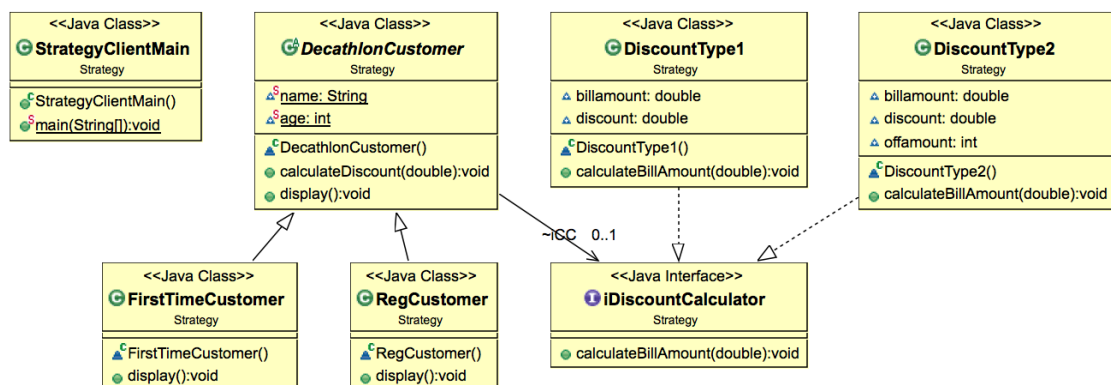 <<Java Class>>
StrategyClientMain
Strategy
StrategyClientMain()
main(String[]):void
<<Java Class>>
DecathlonCustomer
Strategy
name: String
age: int
DecathlonCustomer()
calculateDiscount(double):void
display():void
<<Java Class>>
DiscountType1
Strategy
billamount: double
discount: double
DiscountType1()
calculateBillAmount(double):void
<<Java Class>>
DiscountType2
Strategy
billamount: double
discount: double
offamount: int
DiscountType2()
calculateBillAmount(double):void
~iCC 0..1
<<Java Class>>
FirstTimeCustomer
Strategy
FirstTimeCustomer()
display():void
<<Java Class>>
RegCustomer
Strategy
RegCustomer()
display():void
<<Java Interface>>
iDiscountCalculator
Strategy
calculateBillAmount(double):void